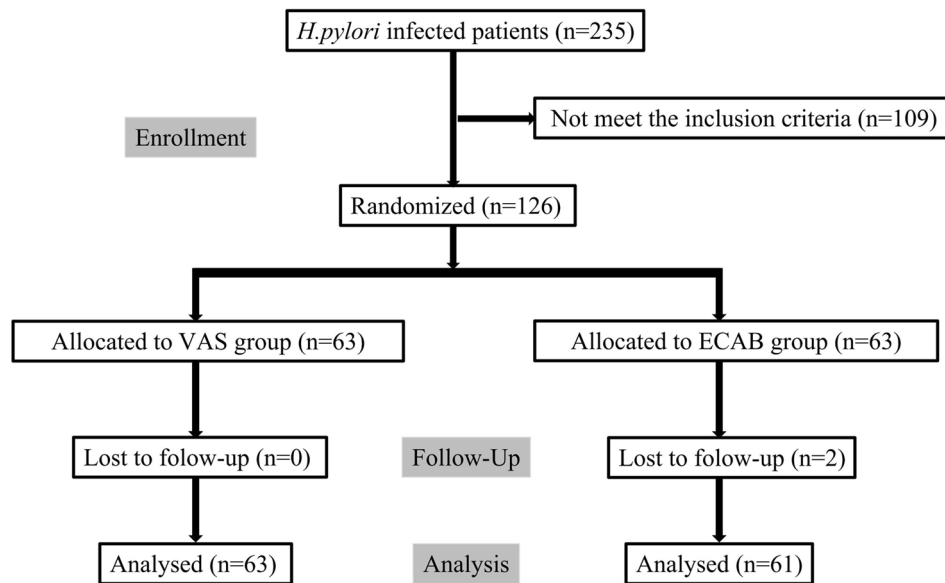 H.pylori infected patients (n=235)
Not meet the inclusion criteria (n=109)
Enrollment
Randomized (n=126)
Allocated to VAS group (n=63)
Allocated to ECAB group (n=63)
Lost to folow-up (n=0)
Follow-Up
Lost to folow-up (n=2)
Analysed (n=63)
Analysis
Analysed (n=61)